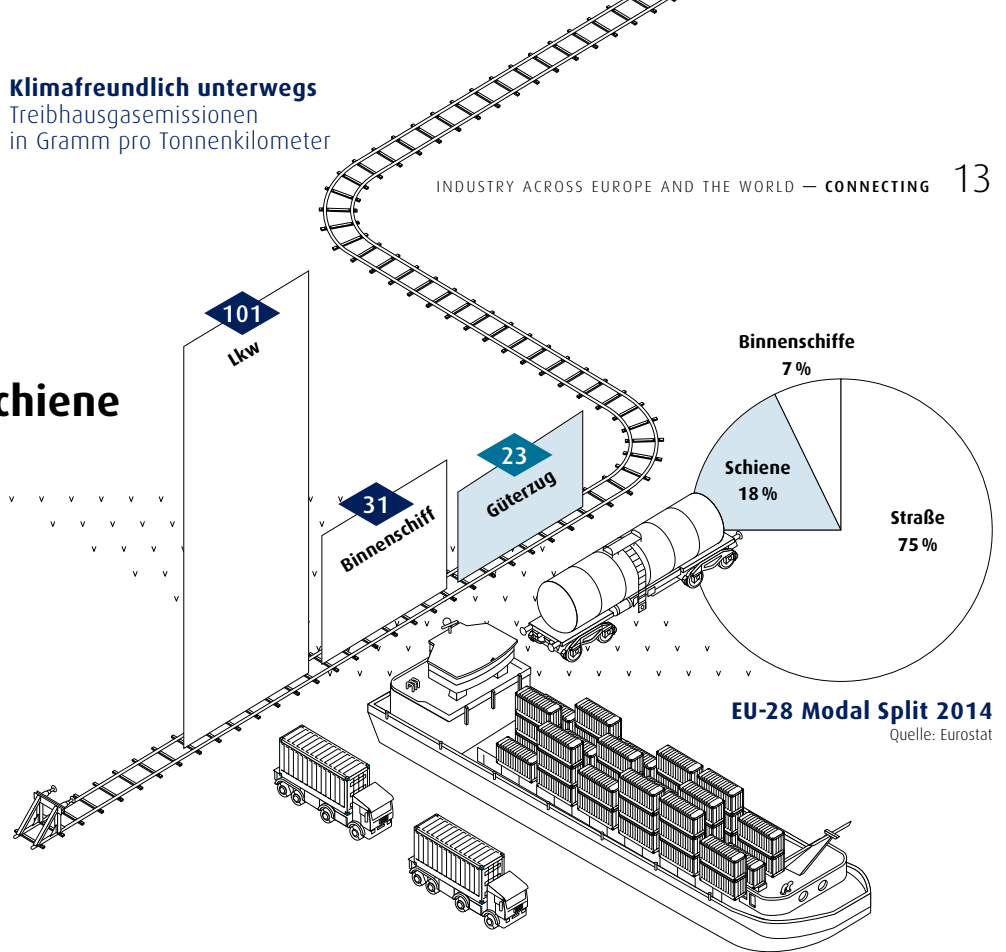 Klimafreundlich unterwegs
Treibhausgasemissionen
in Gramm pro Tonnenkilometer
INDUSTRY ACROSS EUROPE AND THE WORLD — CONNECTING 13
101
Lkw
chiene
31
Binnenschiff
23
Güterzug
Binnenschiffe
7 %
Schiene
18 %
Straße
75 %
EU-28 Modal Split 2014
Quelle: Eurostat